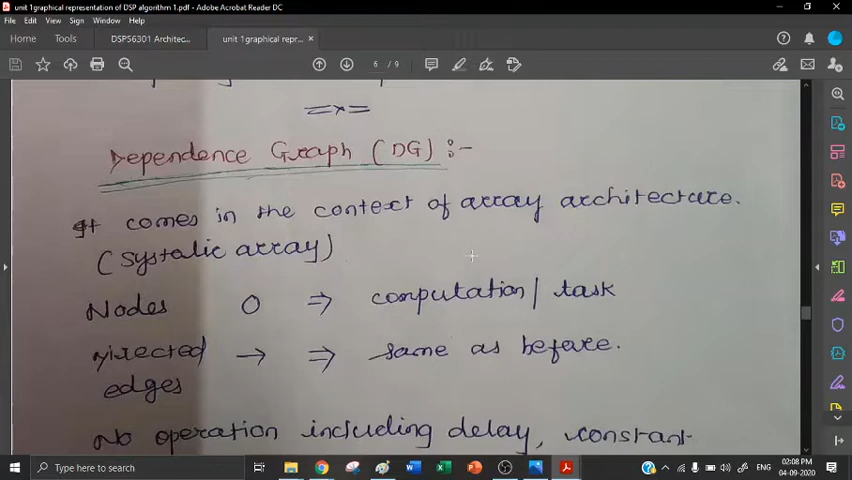 unit 1graphical representation of DSP algorithm 1.pdf - Adobe Acrobat Reader DC
File Edit View Sign Window Help
Home Tools DSP56301 Architec... unit 1graphical repr... ×
6 / 9
=×=
Dependence Graph (DG) :-
It comes in the context of array architecture.
(Systalic array)
Nodes O ⇒ computation/ task
Directed → ⇒ same as before.
edges
No operation including delay, constant
Type here to search
ENG
02:08 PM
04-09-2020